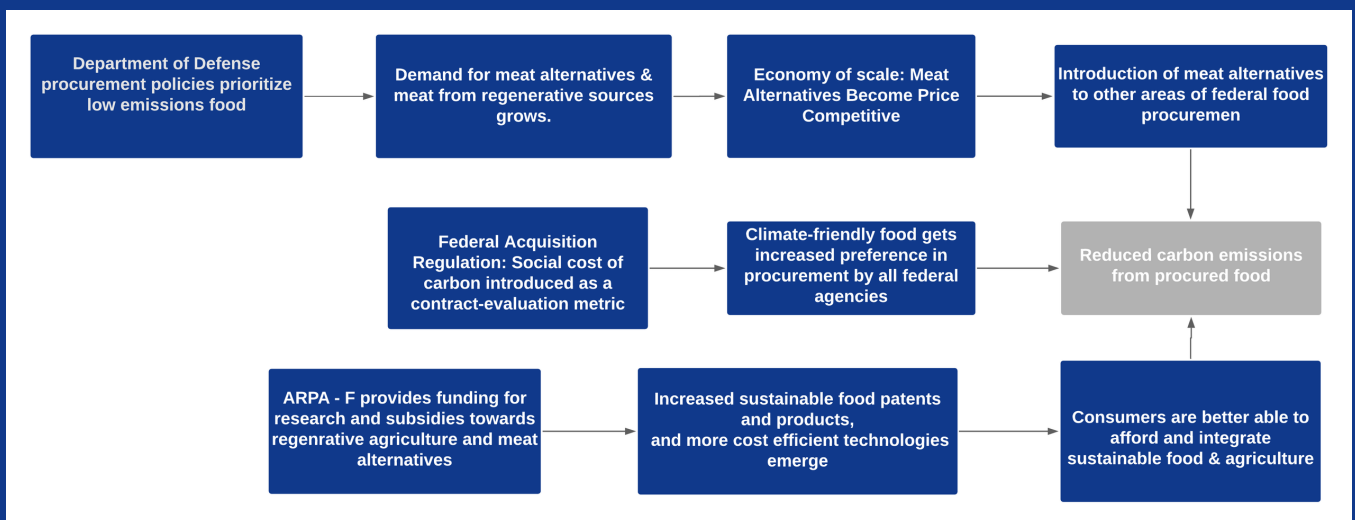 Department of Defense
procurement policies prioritize
low emissions food
Demand for meat alternatives &
meat from regenerative sources
grows.
Economy of scale: Meat
Alternatives Become Price
Competitive
Introduction of meat alternatives
to other areas of federal food
procuremen
Federal Acquisition
Regulation: Social cost of
carbon introduced as a
contract-evaluation metric
Climate-friendly food gets
increased preference in
procurement by all federal
agencies
Reduced carbon emissions
from procured food
ARPA - F provides funding for
research and subsidies towards
regenrative agriculture and meat
alternatives
Increased sustainable food patents
and products,
and more cost efficient technologies
emerge
Consumers are better able to
afford and integrate
sustainable food & agriculture